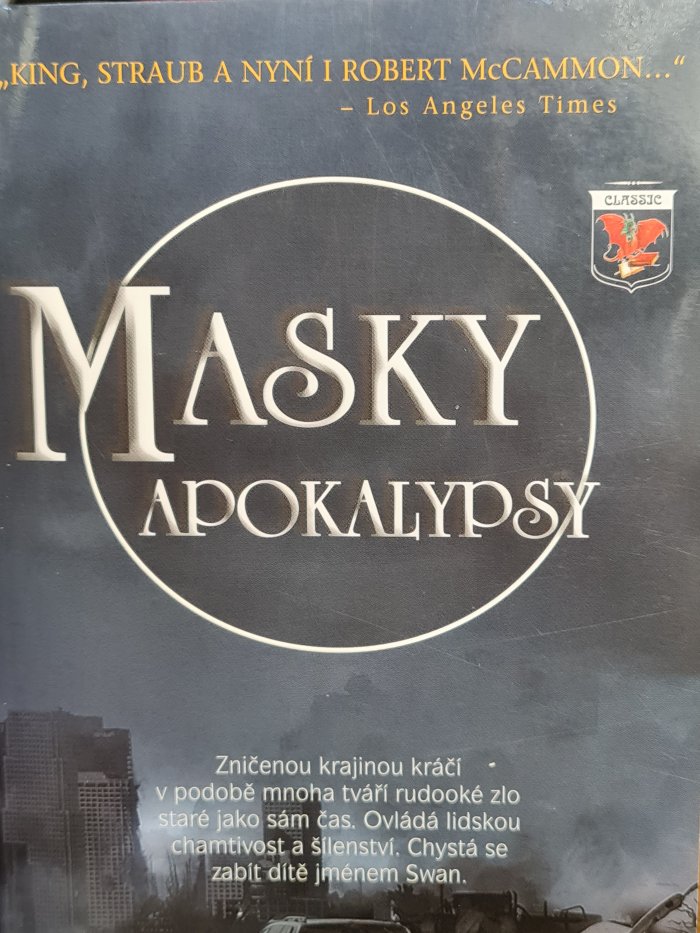 „KING, STRAUB A NYNÍ I ROBERT McCAMMON...“
– Los Angeles Times
CLASSIC
MASKY
APOKALYPSY
Zničenou krajinou kráčí
v podobě mnoha tváří rudooké zlo
staré jako sám čas. Ovládá lidskou
chamtivost a šílenství. Chystá se
zabít dítě jménem Swan.